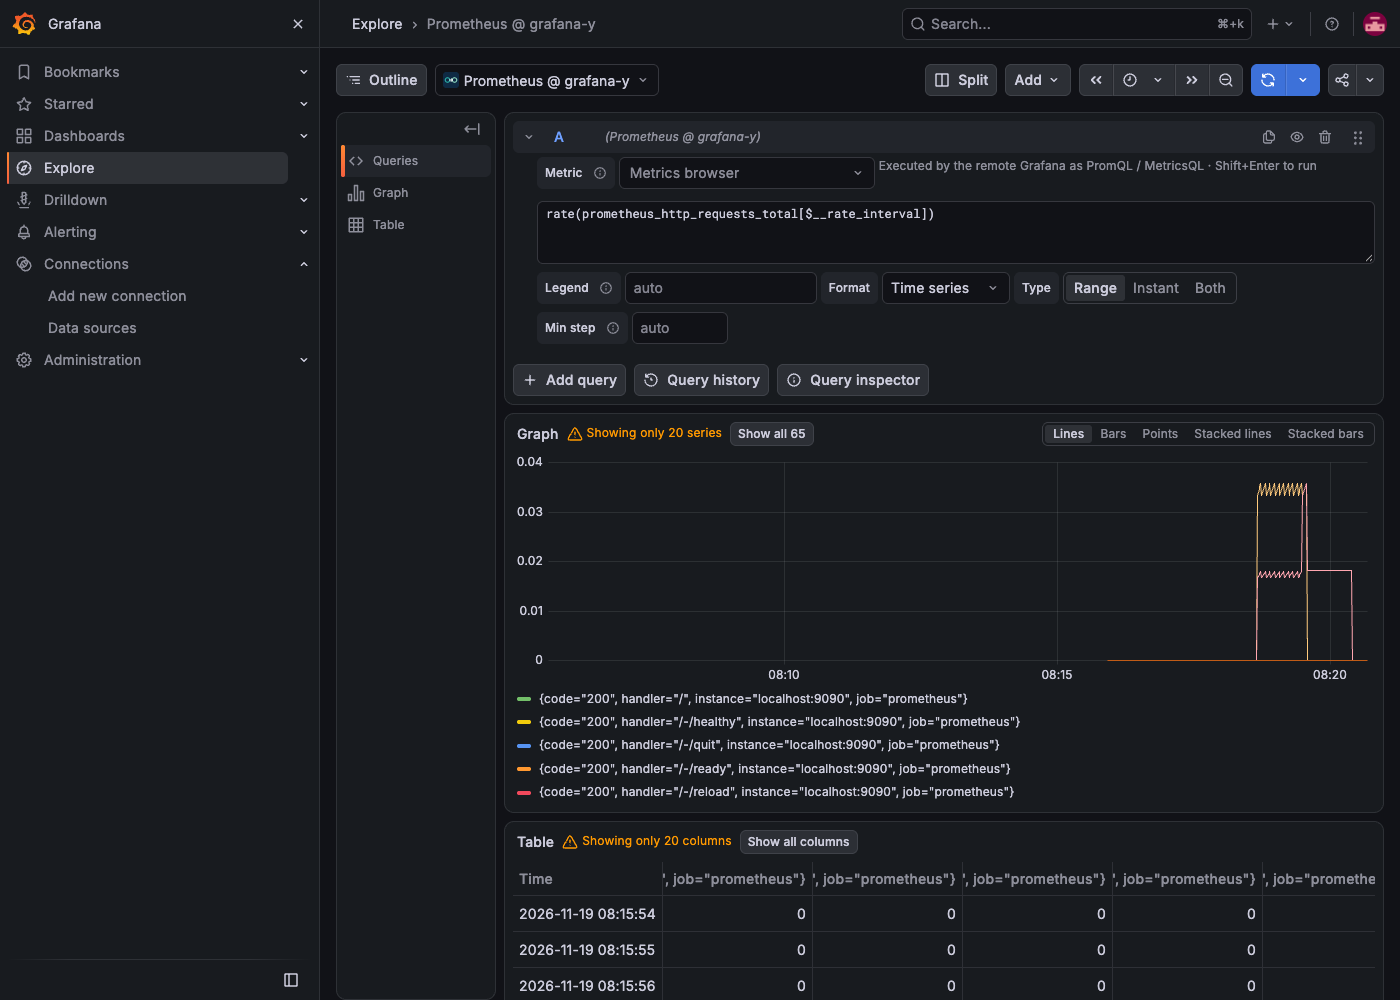 Grafana
Explore › Prometheus @ grafana-y
Search...
⌘+k
Bookmarks
Starred
Dashboards
Explore
Drilldown
Alerting
Connections
Add new connection
Data sources
Administration
Outline
Prometheus @ grafana-y
Split
Add
Queries
Graph
Table
A
(Prometheus @ grafana-y)
Metric
Metrics browser
Executed by the remote Grafana as PromQL / MetricsQL · Shift+Enter to run
rate(prometheus_http_requests_total[$__rate_interval])
Legend
auto
Format
Time series
Type
Range
Instant
Both
Min step
auto
+ Add query
Query history
Query inspector
Graph
Showing only 20 series
Show all 65
Lines
Bars
Points
Stacked lines
Stacked bars
0.04
0.03
0.02
0.01
0
08:10
08:15
08:20
{code="200", handler="/", instance="localhost:9090", job="prometheus"}
{code="200", handler="/-/healthy", instance="localhost:9090", job="prometheus"}
{code="200", handler="/-/quit", instance="localhost:9090", job="prometheus"}
{code="200", handler="/-/ready", instance="localhost:9090", job="prometheus"}
{code="200", handler="/-/reload", instance="localhost:9090", job="prometheus"}
Table
Showing only 20 columns
Show all columns
Time
", job="prometheus"} ", job="prometheus"} ", job="prometheus"} ", job="prometheus"} ", job="promethe
2026-11-19 08:15:54 0 0 0 0
2026-11-19 08:15:55 0 0 0 0
2026-11-19 08:15:56 0 0 0 0